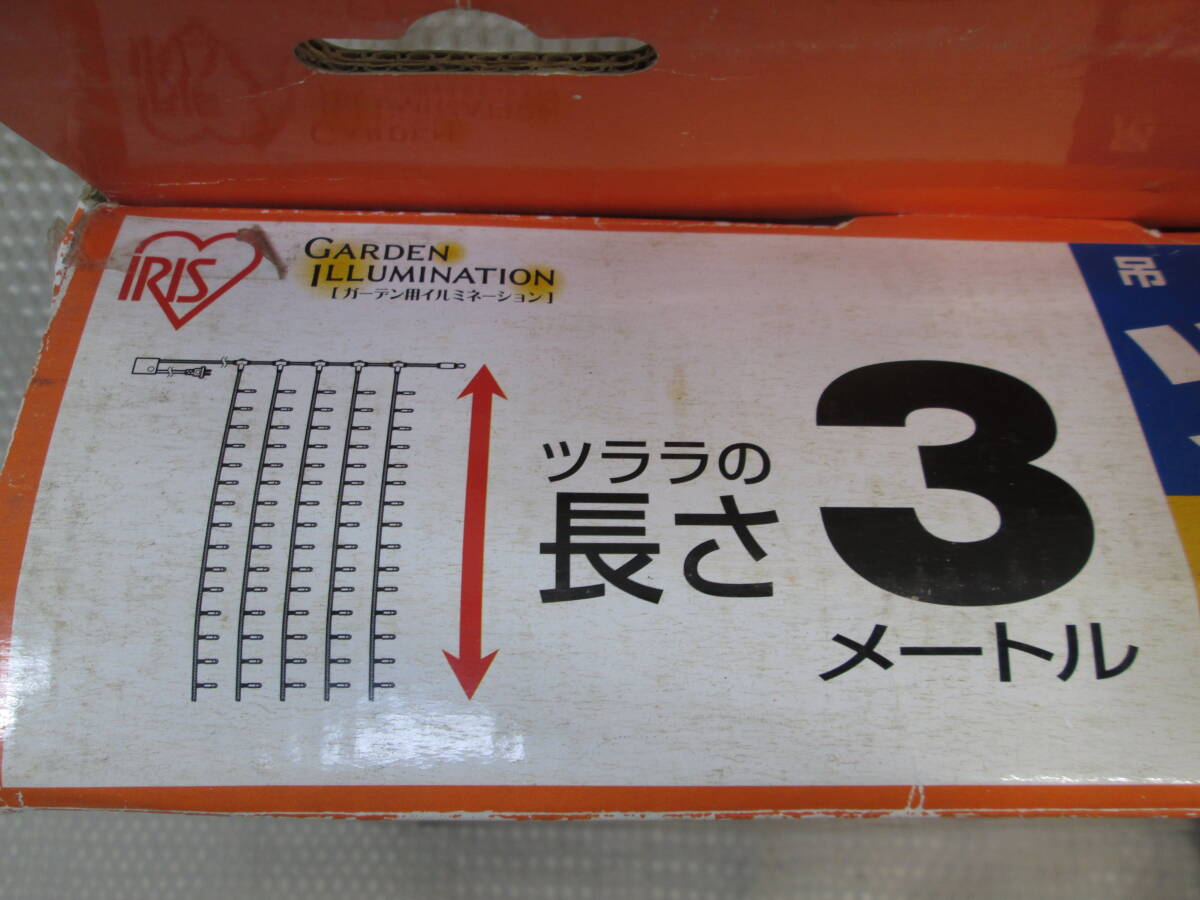 IRIS
GARDEN
ILLUMINATION
[ガーデン用イルミネーション]
ツララの
長さ
3
メートル
吊